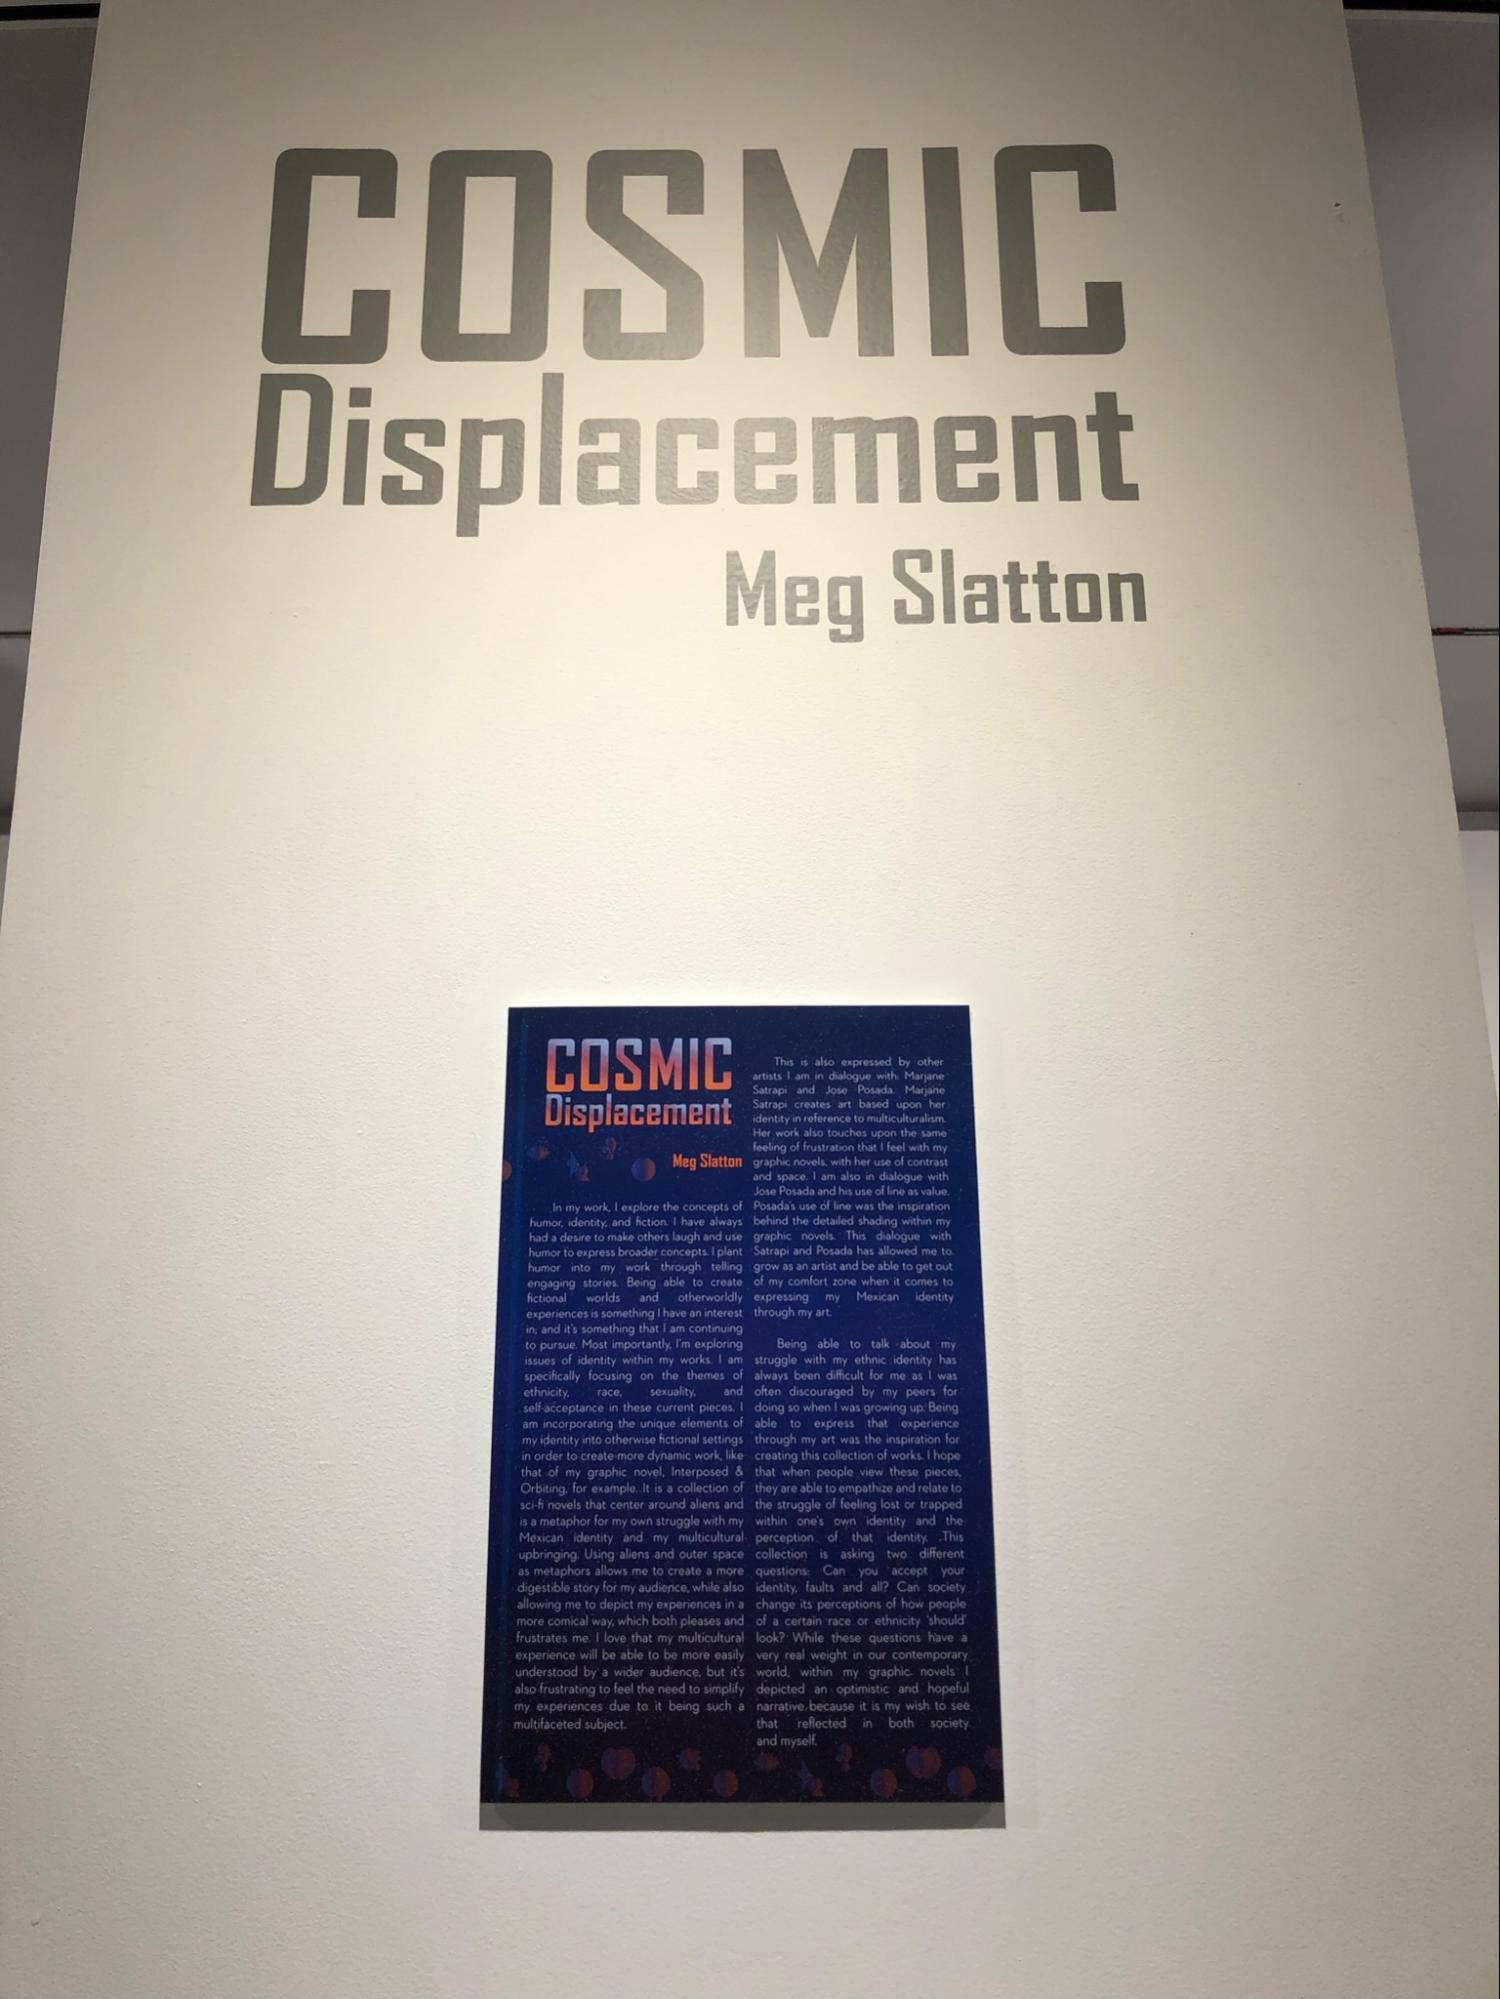 COSMIC
Displacement
Meg Slatton
COSMIC
Displacement
Meg Slatton
In my work, I explore the concepts of
humor, identity, and fiction. I have always
had a desire to make others laugh and use
humor to express broader concepts. I plant
humor into my work through telling
engaging stories. Being able to create
fictional worlds and otherworldly
experiences is something I have an interest
in; and it's something that I am continuing
to pursue. Most importantly, I'm exploring
issues of identity within my works. I am
specifically focusing on the themes of
ethnicity, race, sexuality, and
self-acceptance in these current pieces. I
am incorporating the unique elements of
my identity into otherwise fictional settings
in order to create more dynamic work, like
that of my graphic novel, Interposed &
Orbiting, for example. It is a collection of
sci-fi novels that center around aliens and
is a metaphor for my own struggle with my
Mexican identity and my multicultural
upbringing. Using aliens and outer space
as metaphors allows me to create a more
digestible story for my audience, while also
allowing me to depict my experiences in a
more comical way, which both pleases and
frustrates me. I love that my multicultural
experience will be able to be more easily
understood by a wider audience, but it's
also frustrating to feel the need to simplify
my experiences due to it being such a
multifaceted subject.
This is also expressed by other
artists I am in dialogue with: Marjane
Satrapi and Jose Posada. Marjane
Satrapi creates art based upon her
identity in reference to multiculturalism.
Her work also touches upon the same
feeling of frustration that I feel with my
graphic novels, with her use of contrast
and space. I am also in dialogue with
Jose Posada and his use of line as value.
Posada's use of line was the inspiration
behind the detailed shading within my
graphic novels. This dialogue with
Satrapi and Posada has allowed me to
grow as an artist and be able to get out
of my comfort zone when it comes to
expressing my Mexican identity
through my art.
Being able to talk about my
struggle with my ethnic identity has
always been difficult for me as I was
often discouraged by my peers for
doing so when I was growing up. Being
able to express that experience
through my art was the inspiration for
creating this collection of works. I hope
that when people view these pieces,
they are able to empathize and relate to
the struggle of feeling lost or trapped
within one's own identity and the
perception of that identity. This
collection is asking two different
questions: Can you accept your
identity, faults and all? Can society
change its perceptions of how people
of a certain race or ethnicity 'should'
look? While these questions have a
very real weight in our contemporary
world, within my graphic novels I
depicted an optimistic and hopeful
narrative because it is my wish to see
that reflected in both society
and myself.